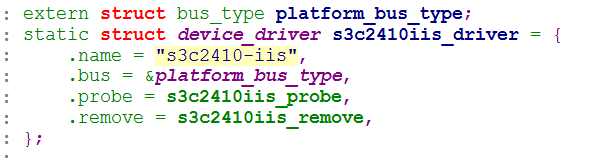 : extern struct bus_type platform_bus_type;
: static struct device_driver s3c2410iis_driver = {
:     .name = "s3c2410-iis",
:     .bus = &platform_bus_type,
:     .probe = s3c2410iis_probe,
:     .remove = s3c2410iis_remove,
: };
: